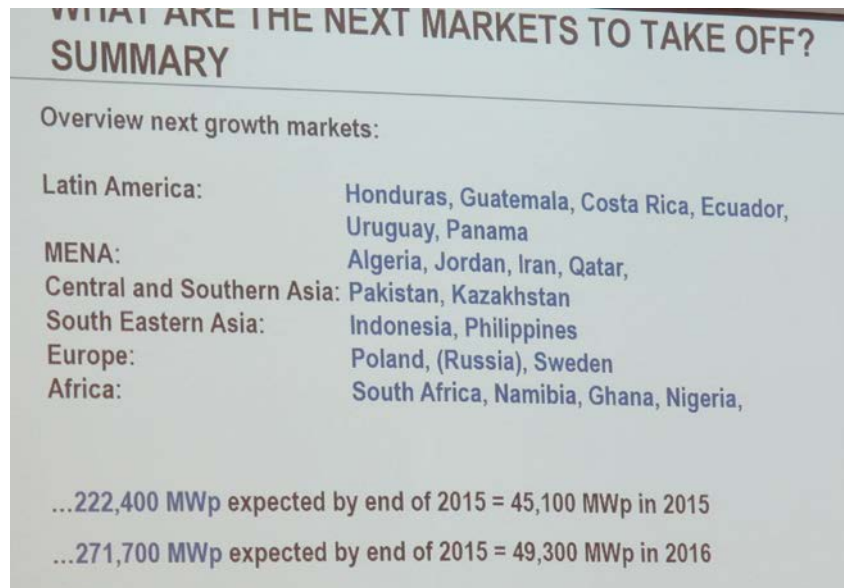 WHAT ARE THE NEXT MARKETS TO TAKE OFF?
SUMMARY
Overview next growth markets:
Latin America: Honduras, Guatemala, Costa Rica, Ecuador,
Uruguay, Panama
MENA: Algeria, Jordan, Iran, Qatar,
Central and Southern Asia: Pakistan, Kazakhstan
South Eastern Asia: Indonesia, Philippines
Europe: Poland, (Russia), Sweden
Africa: South Africa, Namibia, Ghana, Nigeria,
...222,400 MWp expected by end of 2015 = 45,100 MWp in 2015
...271,700 MWp expected by end of 2015 = 49,300 MWp in 2016